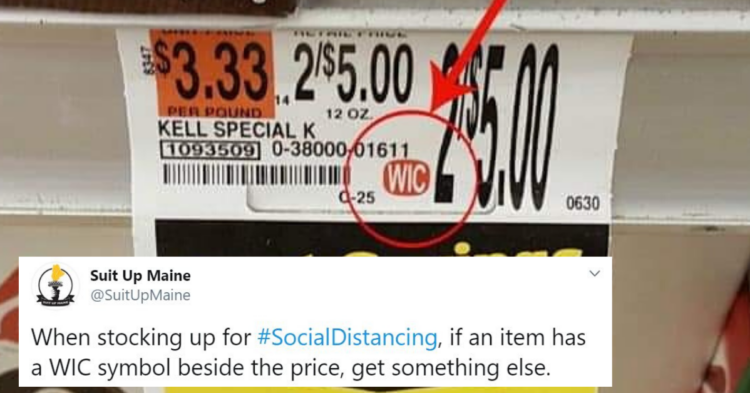 $3.33
PER POUND
6347
14
2/$5.00
12 OZ.
2/$5.00
KELL SPECIAL K
1093509 0-38000-01611
WIC
C-25
0630
Suit Up Maine
@SuitUpMaine
When stocking up for #SocialDistancing, if an item has
a WIC symbol beside the price, get something else.